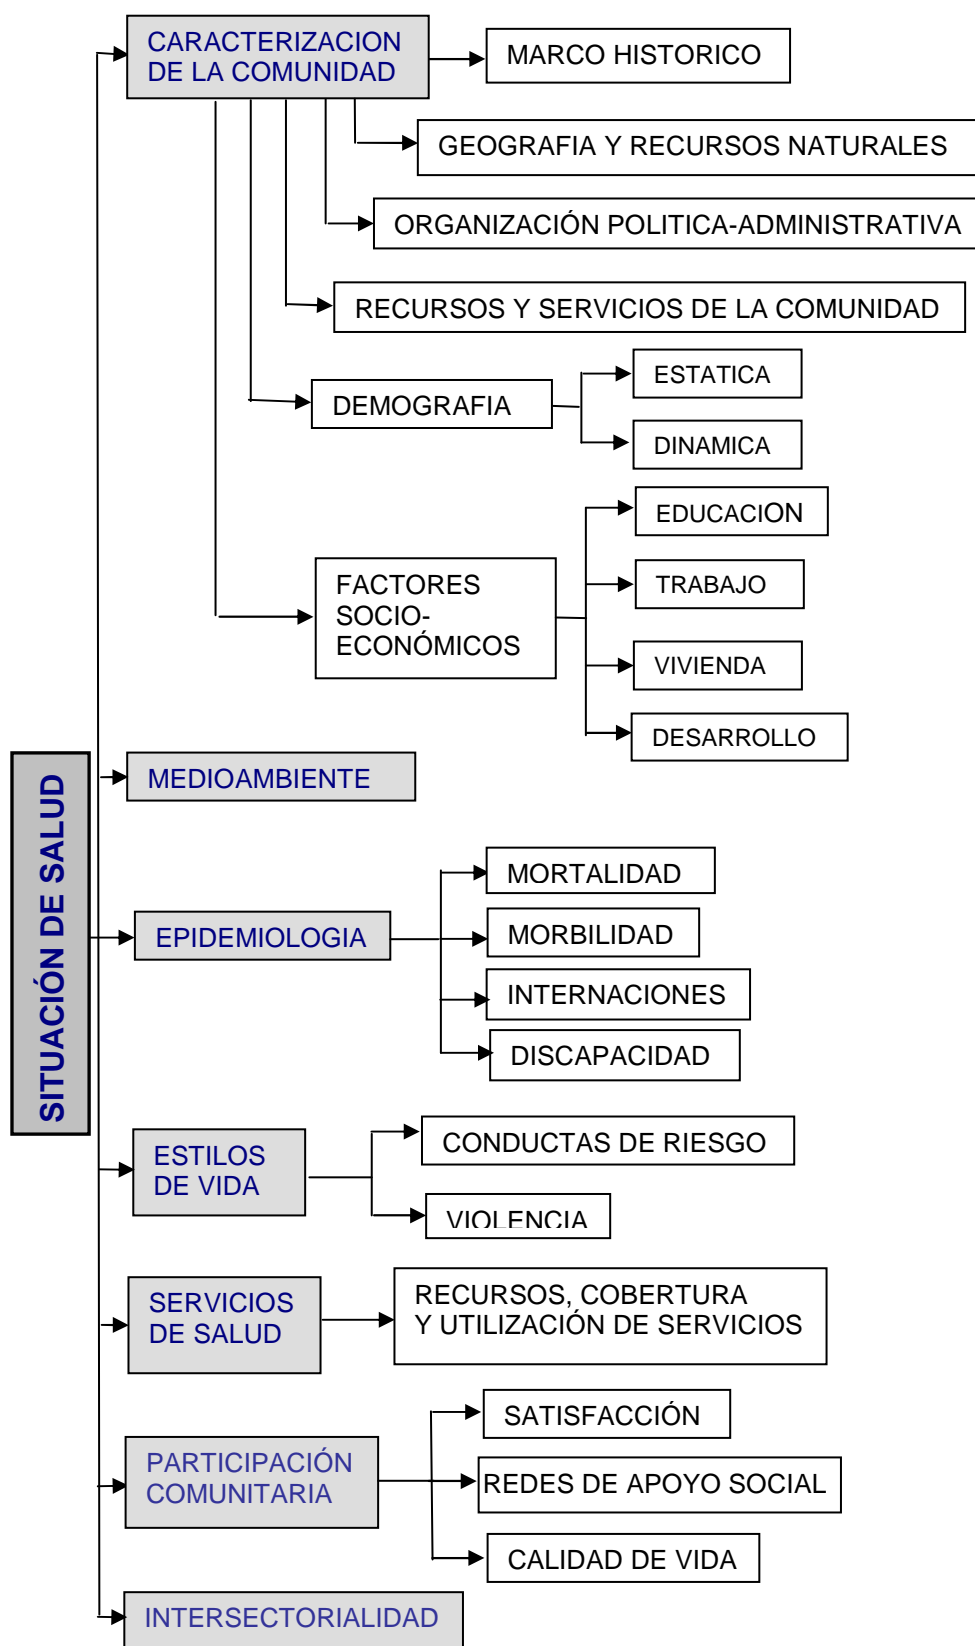 CARACTERIZACION
DE LA COMUNIDAD
MARCO HISTORICO
GEOGRAFIA Y RECURSOS NATURALES
ORGANIZACIÓN POLITICA-ADMINISTRATIVA
RECURSOS Y SERVICIOS DE LA COMUNIDAD
DEMOGRAFIA
ESTATICA
DINAMICA
FACTORES
SOCIO-
ECONÓMICOS
EDUCACION
TRABAJO
VIVIENDA
DESARROLLO
SITUACIÓN DE SALUD
MEDIOAMBIENTE
EPIDEMIOLOGIA
MORTALIDAD
MORBILIDAD
INTERNACIONES
DISCAPACIDAD
ESTILOS
DE VIDA
CONDUCTAS DE RIESGO
VIOLENCIA
SERVICIOS
DE SALUD
RECURSOS, COBERTURA
Y UTILIZACIÓN DE SERVICIOS
PARTICIPACIÓN
COMUNITARIA
SATISFACCIÓN
REDES DE APOYO SOCIAL
CALIDAD DE VIDA
INTERSECTORIALIDAD